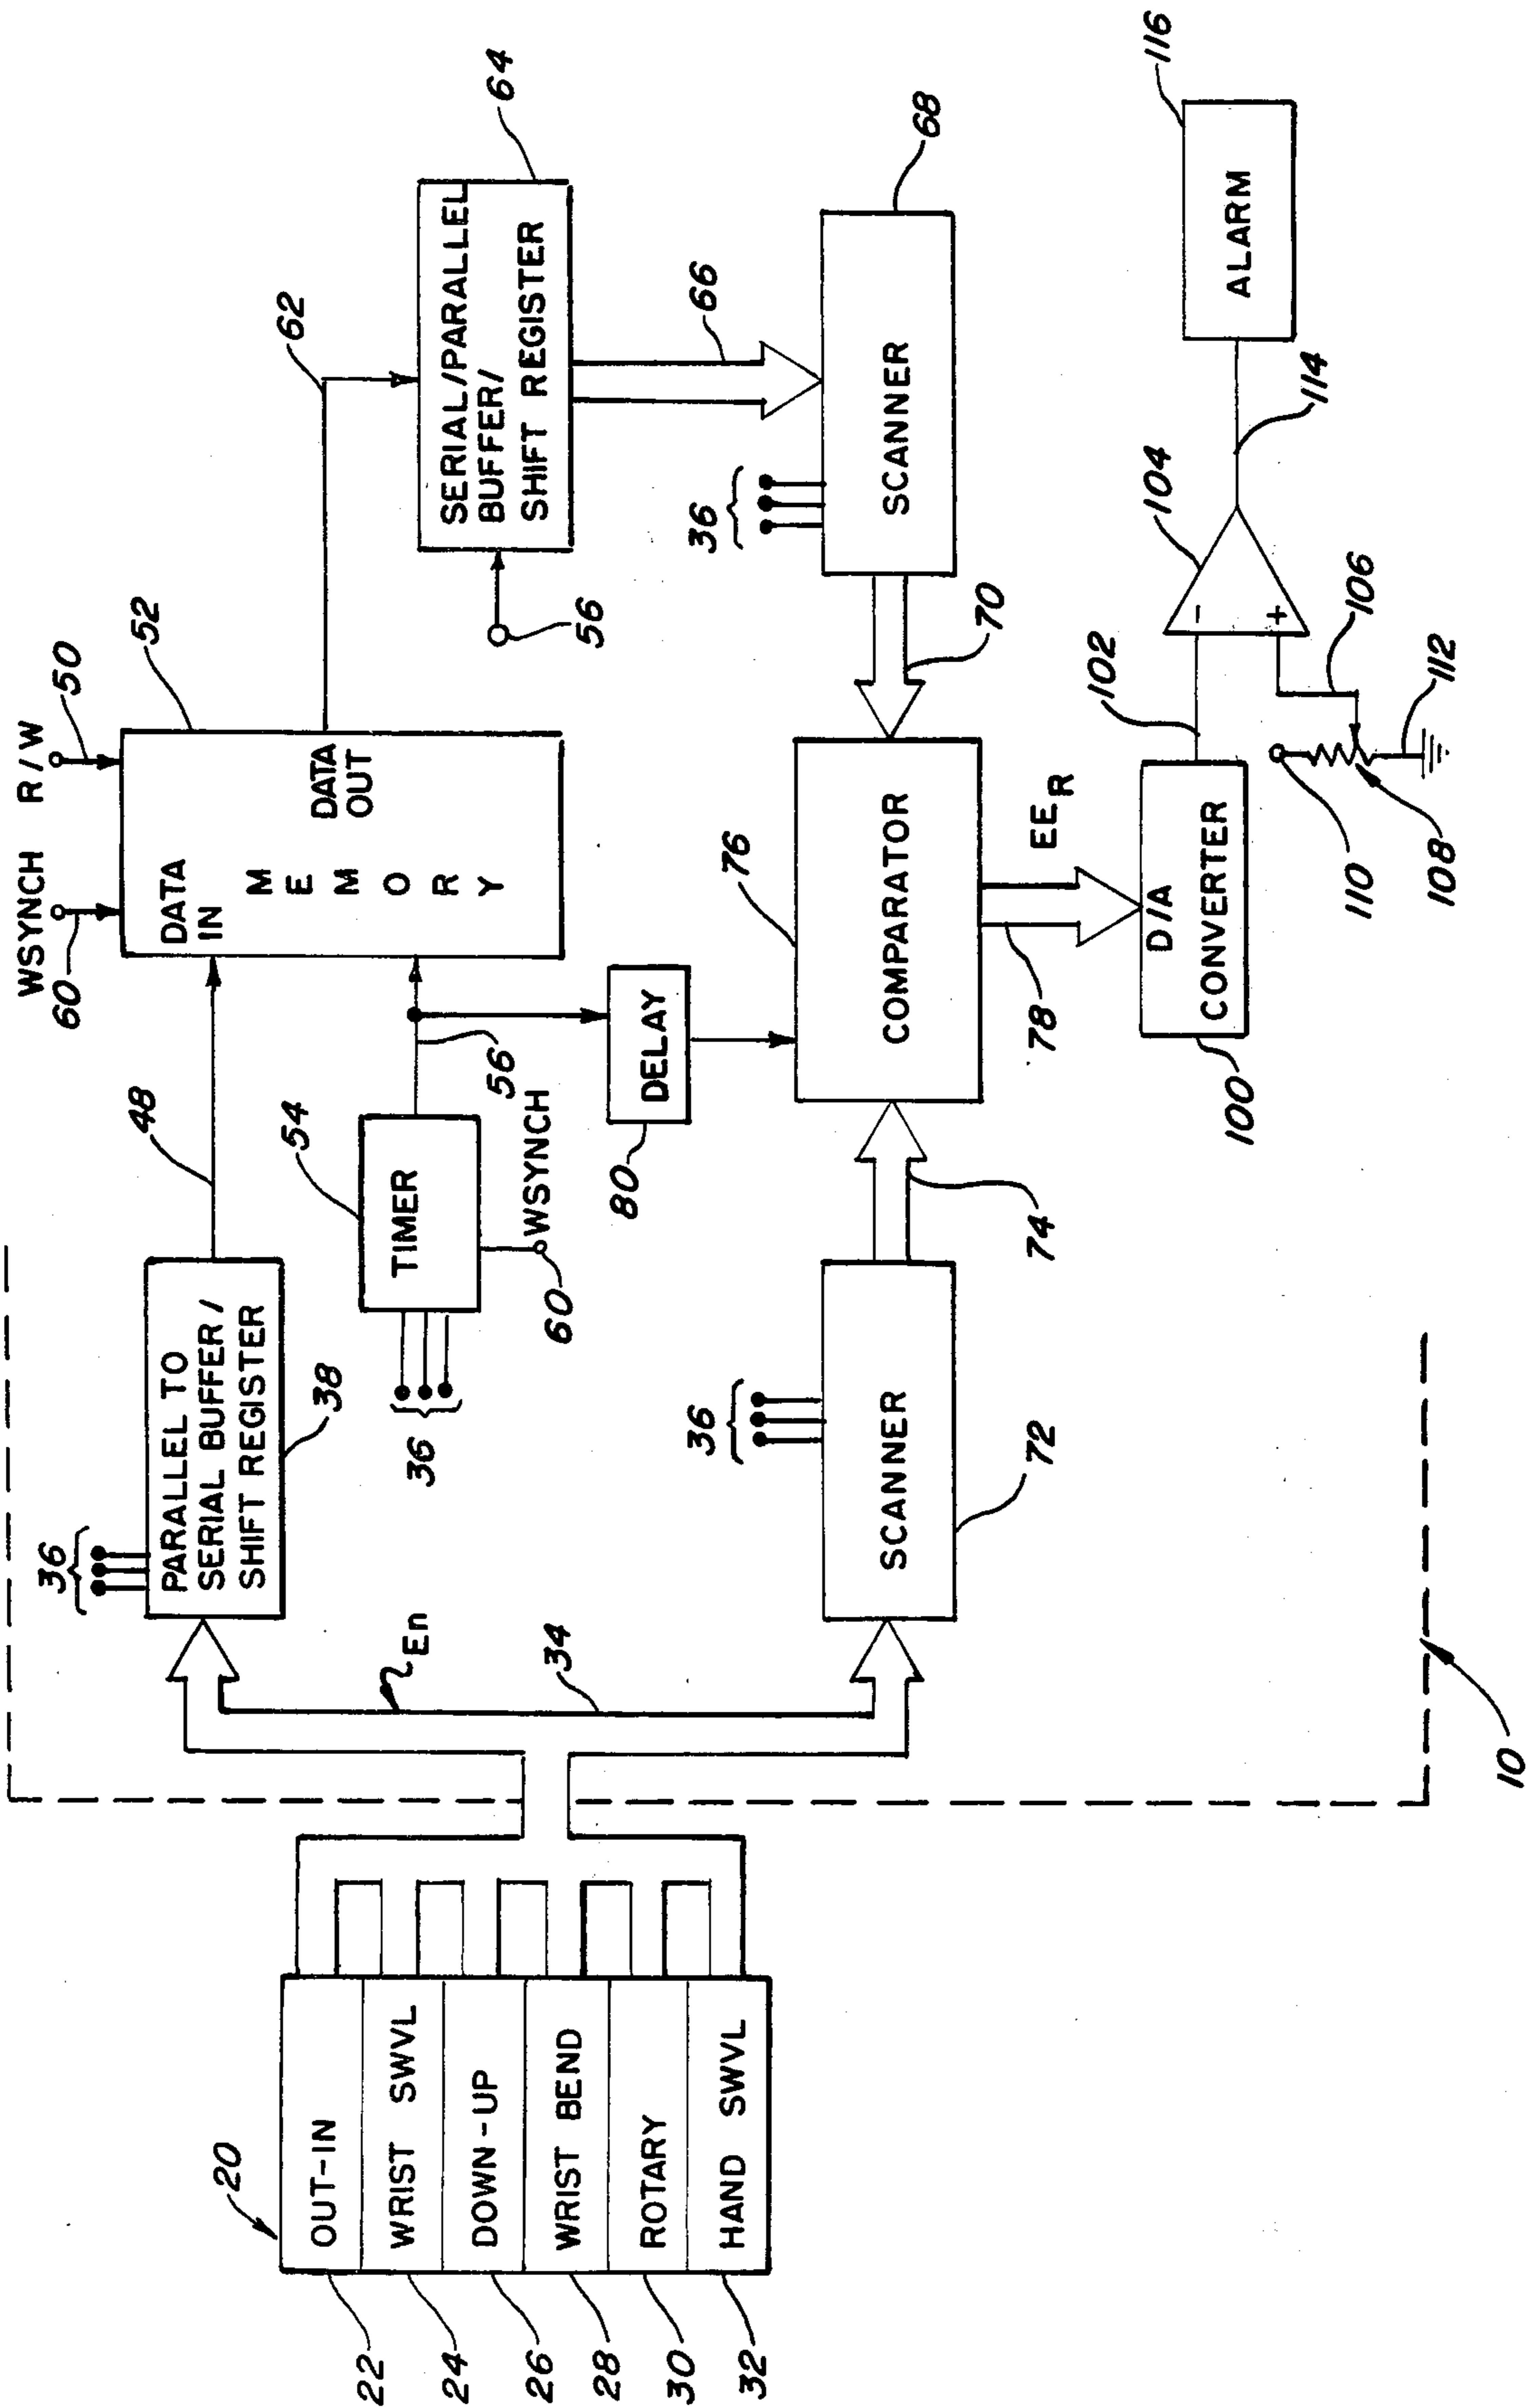 20
OUT-IN
WRIST SWVL
DOWN-UP
WRIST BEND
ROTARY
HAND SWVL
22
24
26
28
30
32
En
34
10
36
PARALLEL TO
SERIAL BUFFER/
SHIFT REGISTER
38
48
36
TIMER
54
56
60
WSYNCH
36
SCANNER
72
74
80
DELAY
WSYNCH
R/W
60
50
52
DATA
IN
MEMORY
DATA
OUT
62
SERIAL/PARALLEL
BUFFER/
SHIFT REGISTER
64
56
66
36
SCANNER
68
70
COMPARATOR
76
78
EER
D/A
CONVERTER
100
102
104
-
+
106
108
110
112
114
ALARM
116